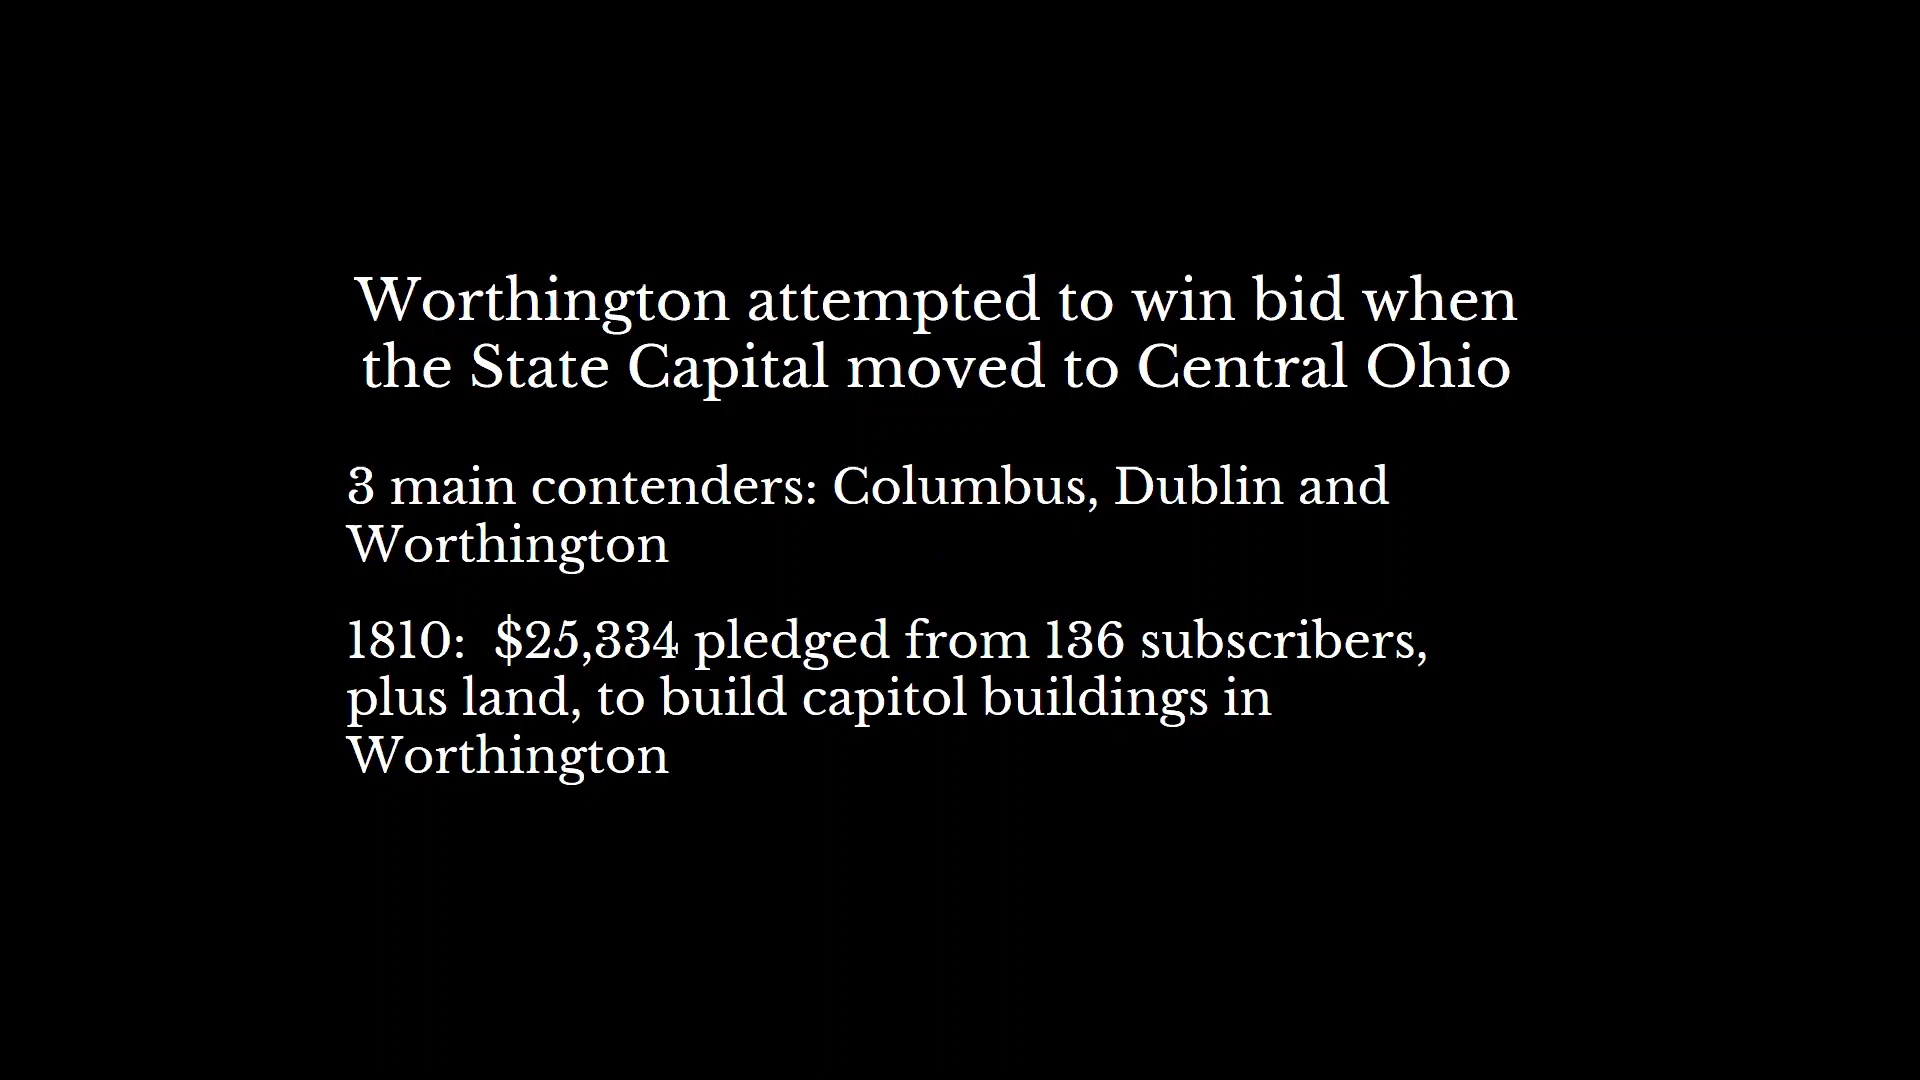 Worthington attempted to win bid when
the State Capital moved to Central Ohio
3 main contenders: Columbus, Dublin and
Worthington
1810:  $25,334 pledged from 136 subscribers,
plus land, to build capitol buildings in
Worthington